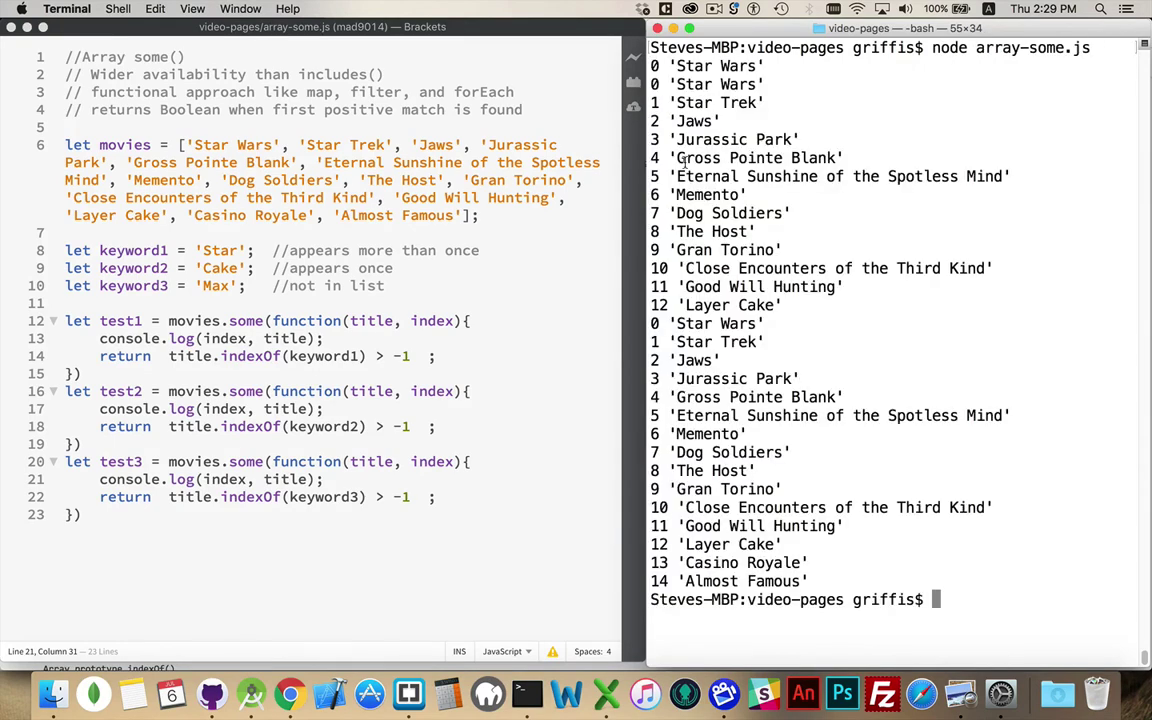 Terminal Shell Edit View Window Help
100% Thu 2:29 PM
video-pages/array-some.js (mad9014) — Brackets
1 //Array some()
2 // Wider availability than includes()
3 // functional approach like map, filter, and forEach
4 // returns Boolean when first positive match is found
5
6 let movies = ['Star Wars', 'Star Trek', 'Jaws', 'Jurassic
Park', 'Gross Pointe Blank', 'Eternal Sunshine of the Spotless
Mind', 'Memento', 'Dog Soldiers', 'The Host', 'Gran Torino',
'Close Encounters of the Third Kind', 'Good Will Hunting',
'Layer Cake', 'Casino Royale', 'Almost Famous'];
7
8 let keyword1 = 'Star'; //appears more than once
9 let keyword2 = 'Cake'; //appears once
10 let keyword3 = 'Max'; //not in list
11
12 let test1 = movies.some(function(title, index){
13 console.log(index, title);
14 return title.indexOf(keyword1) > -1 ;
15 })
16 let test2 = movies.some(function(title, index){
17 console.log(index, title);
18 return title.indexOf(keyword2) > -1 ;
19 })
20 let test3 = movies.some(function(title, index){
21 console.log(index, title);
22 return title.indexOf(keyword3) > -1 ;
23 })
Line 21, Column 31 — 23 Lines
INS JavaScript Spaces: 4
Array.prototype.indexOf()
video-pages — -bash — 55×34
Steves-MBP:video-pages griffis$ node array-some.js
0 'Star Wars'
0 'Star Wars'
1 'Star Trek'
2 'Jaws'
3 'Jurassic Park'
4 'Gross Pointe Blank'
5 'Eternal Sunshine of the Spotless Mind'
6 'Memento'
7 'Dog Soldiers'
8 'The Host'
9 'Gran Torino'
10 'Close Encounters of the Third Kind'
11 'Good Will Hunting'
12 'Layer Cake'
0 'Star Wars'
1 'Star Trek'
2 'Jaws'
3 'Jurassic Park'
4 'Gross Pointe Blank'
5 'Eternal Sunshine of the Spotless Mind'
6 'Memento'
7 'Dog Soldiers'
8 'The Host'
9 'Gran Torino'
10 'Close Encounters of the Third Kind'
11 'Good Will Hunting'
12 'Layer Cake'
13 'Casino Royale'
14 'Almost Famous'
Steves-MBP:video-pages griffis$